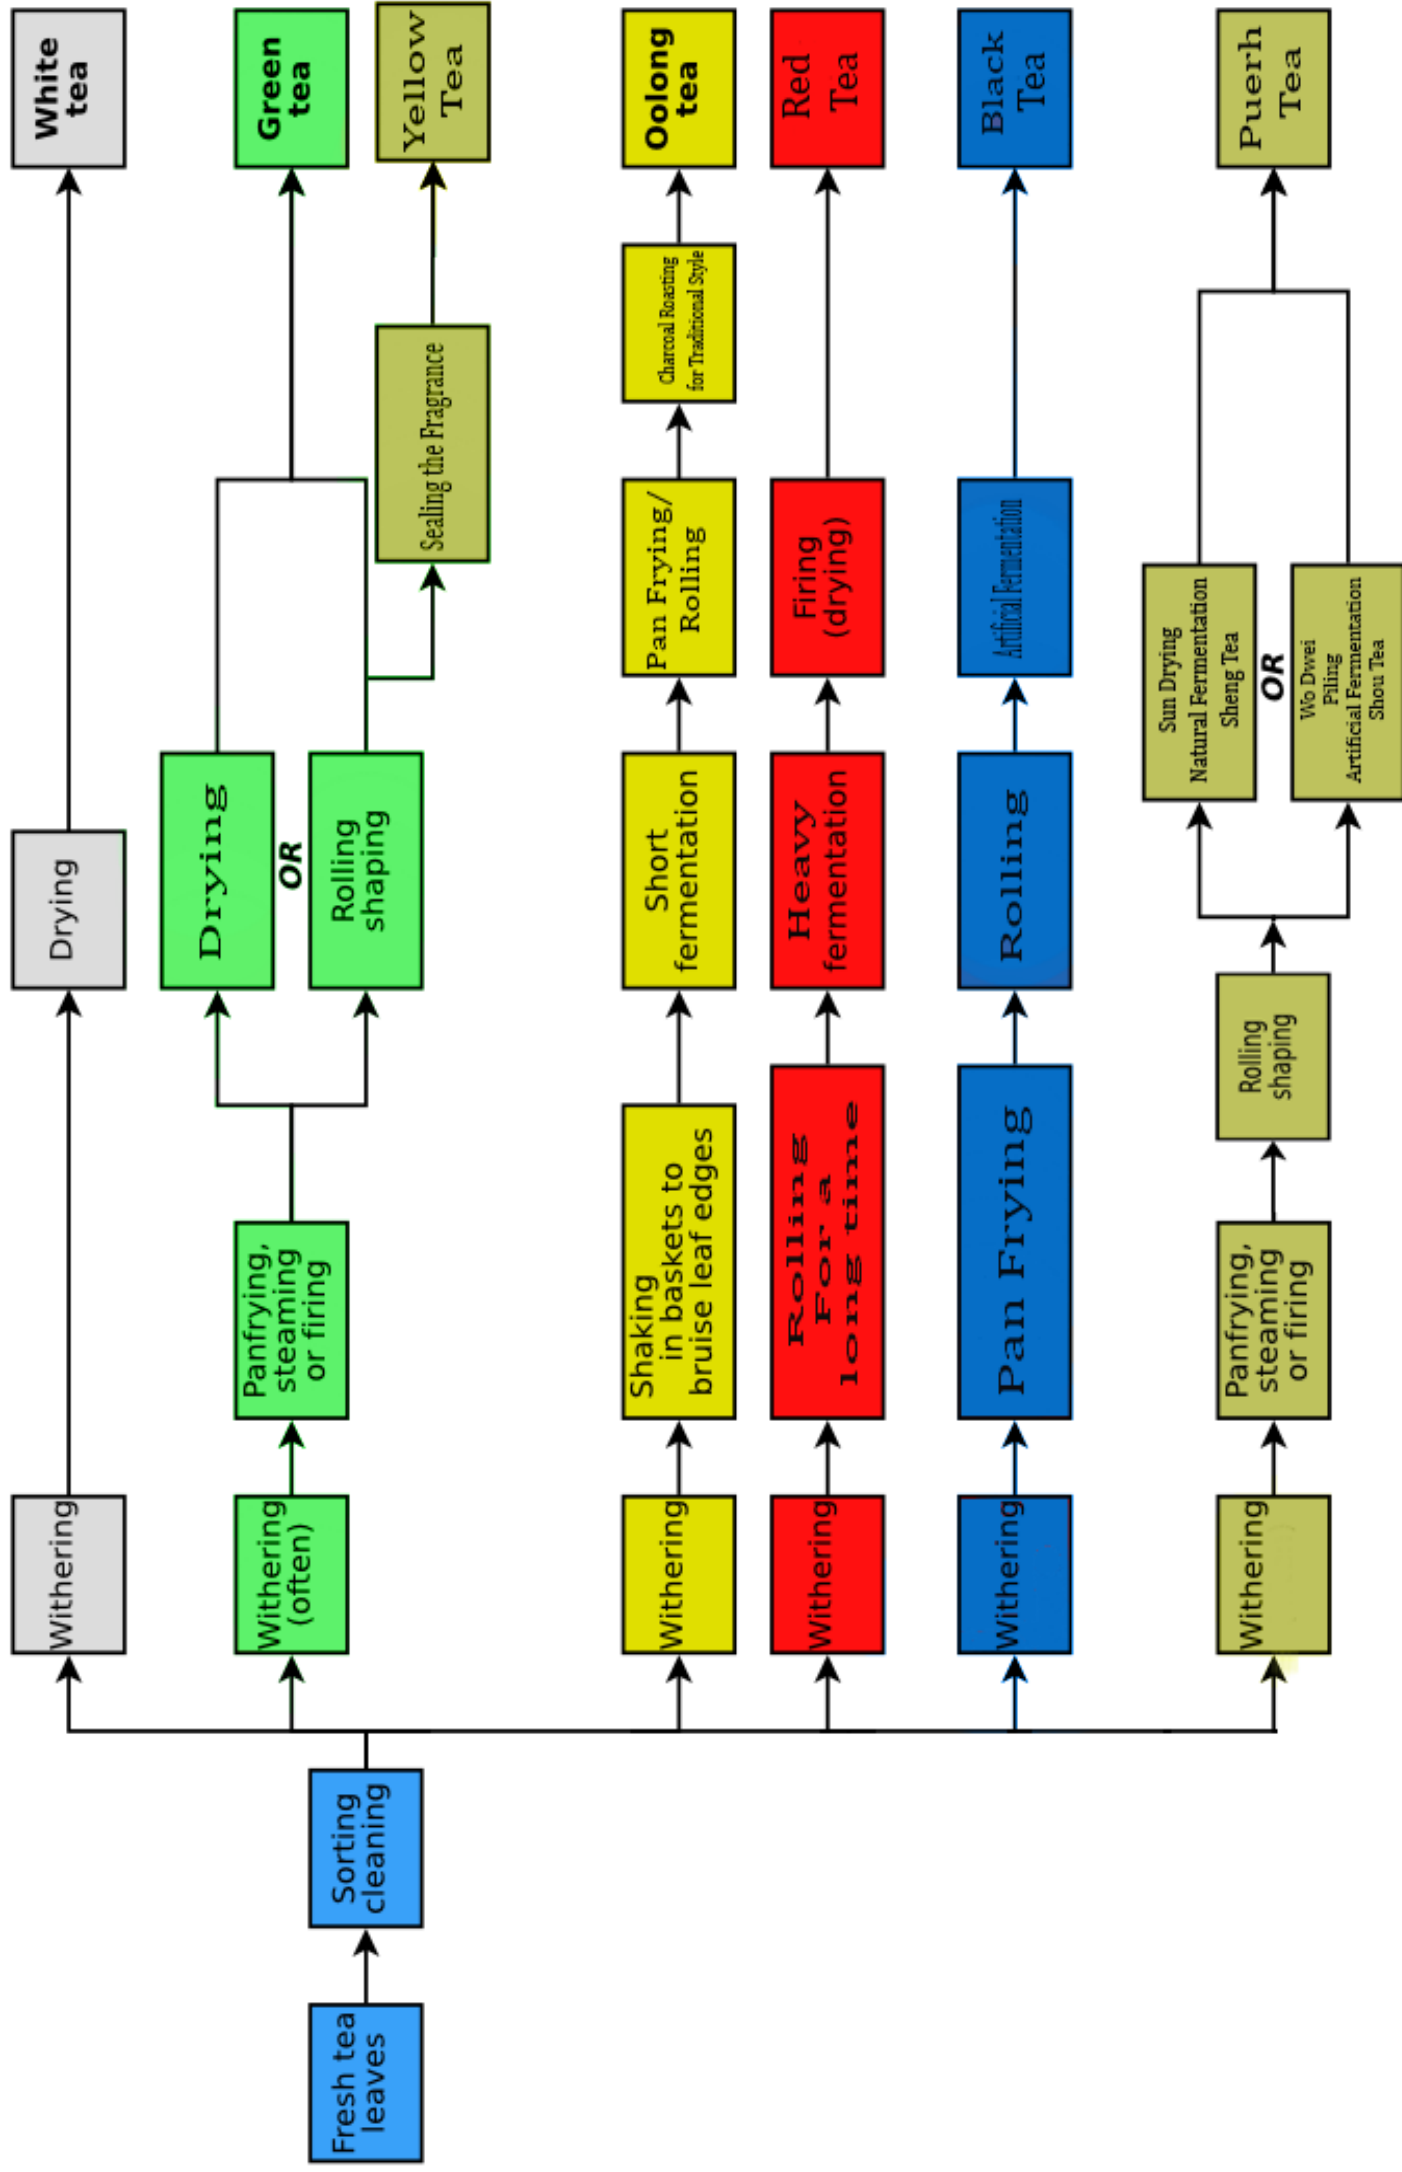 Fresh tea
leaves
Sorting
cleaning
Withering
Drying
White
tea
Withering
(often)
Panfrying,
steaming
or firing
Drying
OR
Rolling
shaping
Green
tea
Sealing the Fragrance
Yellow
Tea
Withering
Shaking
in baskets to
bruise leaf edges
Short
fermentation
Pan Frying/
Rolling
Charcoal Roasting
for Traditional Style
Oolong
tea
Withering
Rolling
For a
long time
Heavy
fermentation
Firing
(drying)
Red
Tea
Withering
Pan Frying
Rolling
Artificial Fermentation
Black
Tea
Withering
Panfrying,
steaming
or firing
Rolling
shaping
Sun Drying
Natural Fermentation
Sheng Tea
OR
Wo Dwei
Piling
Artificial Fermentation
Shou Tea
Puerh
Tea